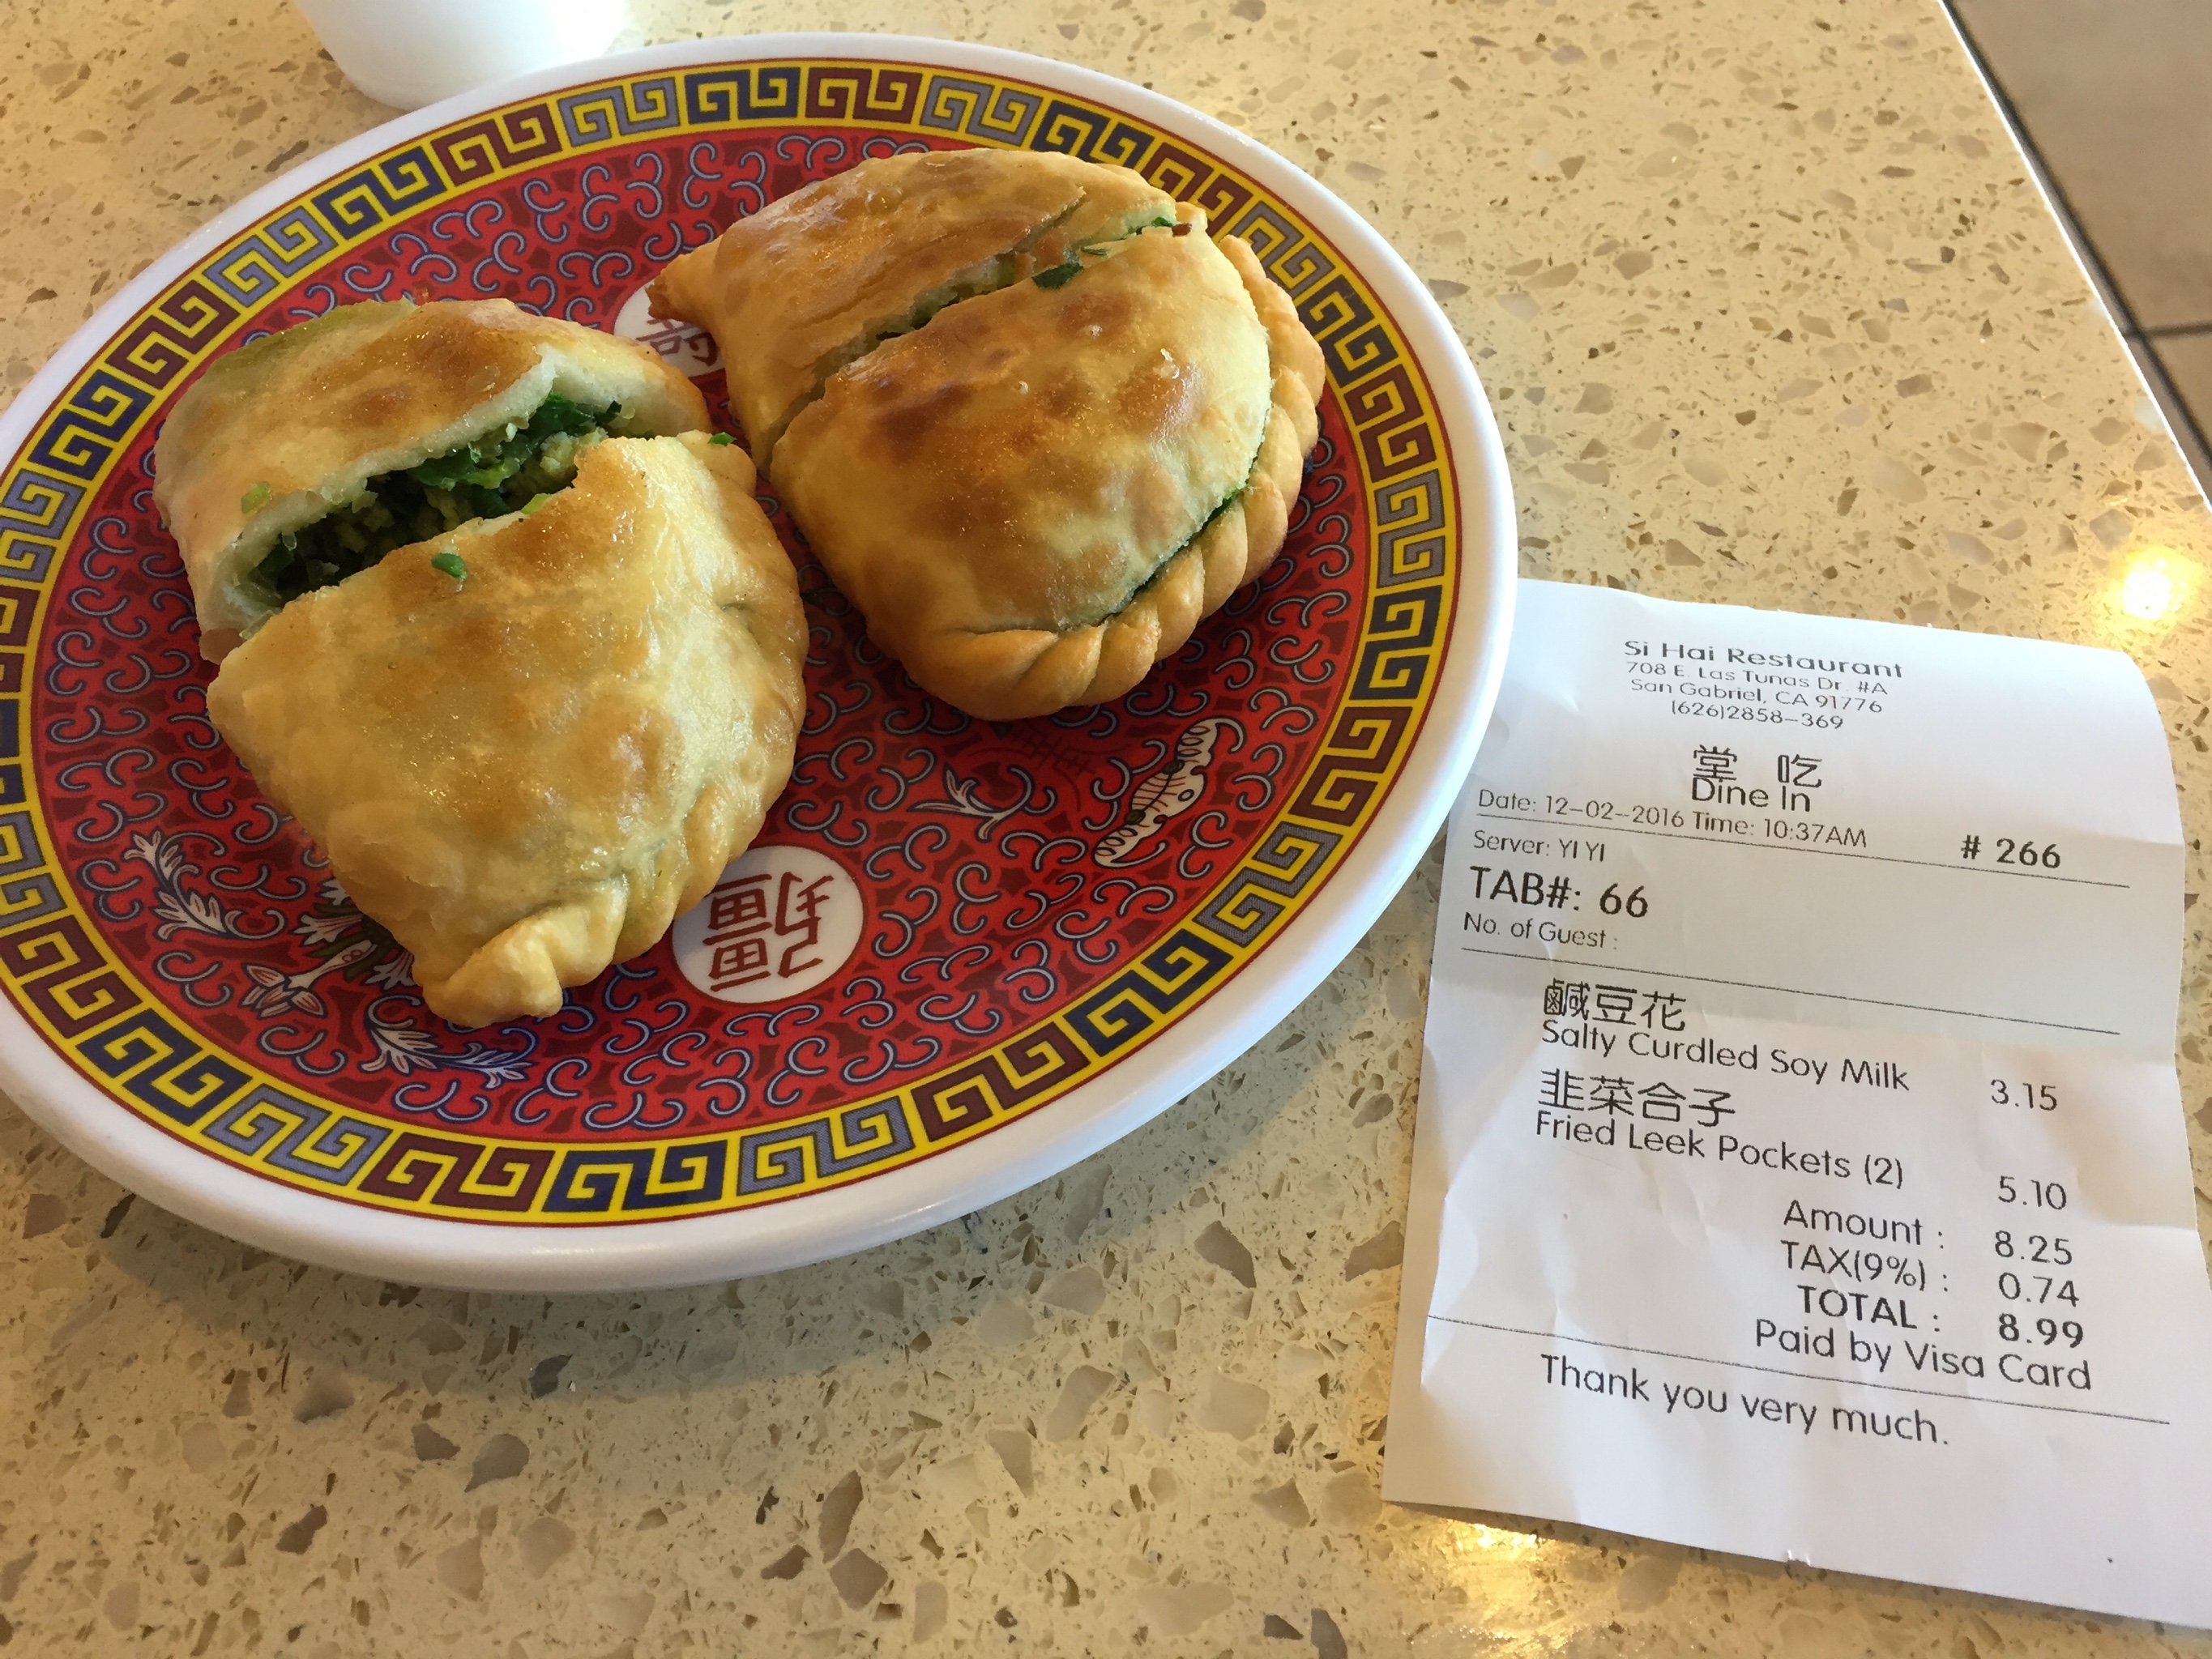 Si Hai Restaurant
708 E. Las Tunas Dr. #A
San Gabriel, CA 91776
(626)2858-369
堂 吃
Dine In
Date: 12-02-2016 Time: 10:37AM # 266
Server: YI YI
TAB#: 66
No. of Guest :
鹹豆花
Salty Curdled Soy Milk 3.15
韭菜合子
Fried Leek Pockets (2) 5.10
Amount : 8.25
TAX(9%) : 0.74
TOTAL : 8.99
Paid by Visa Card
Thank you very much.
疆